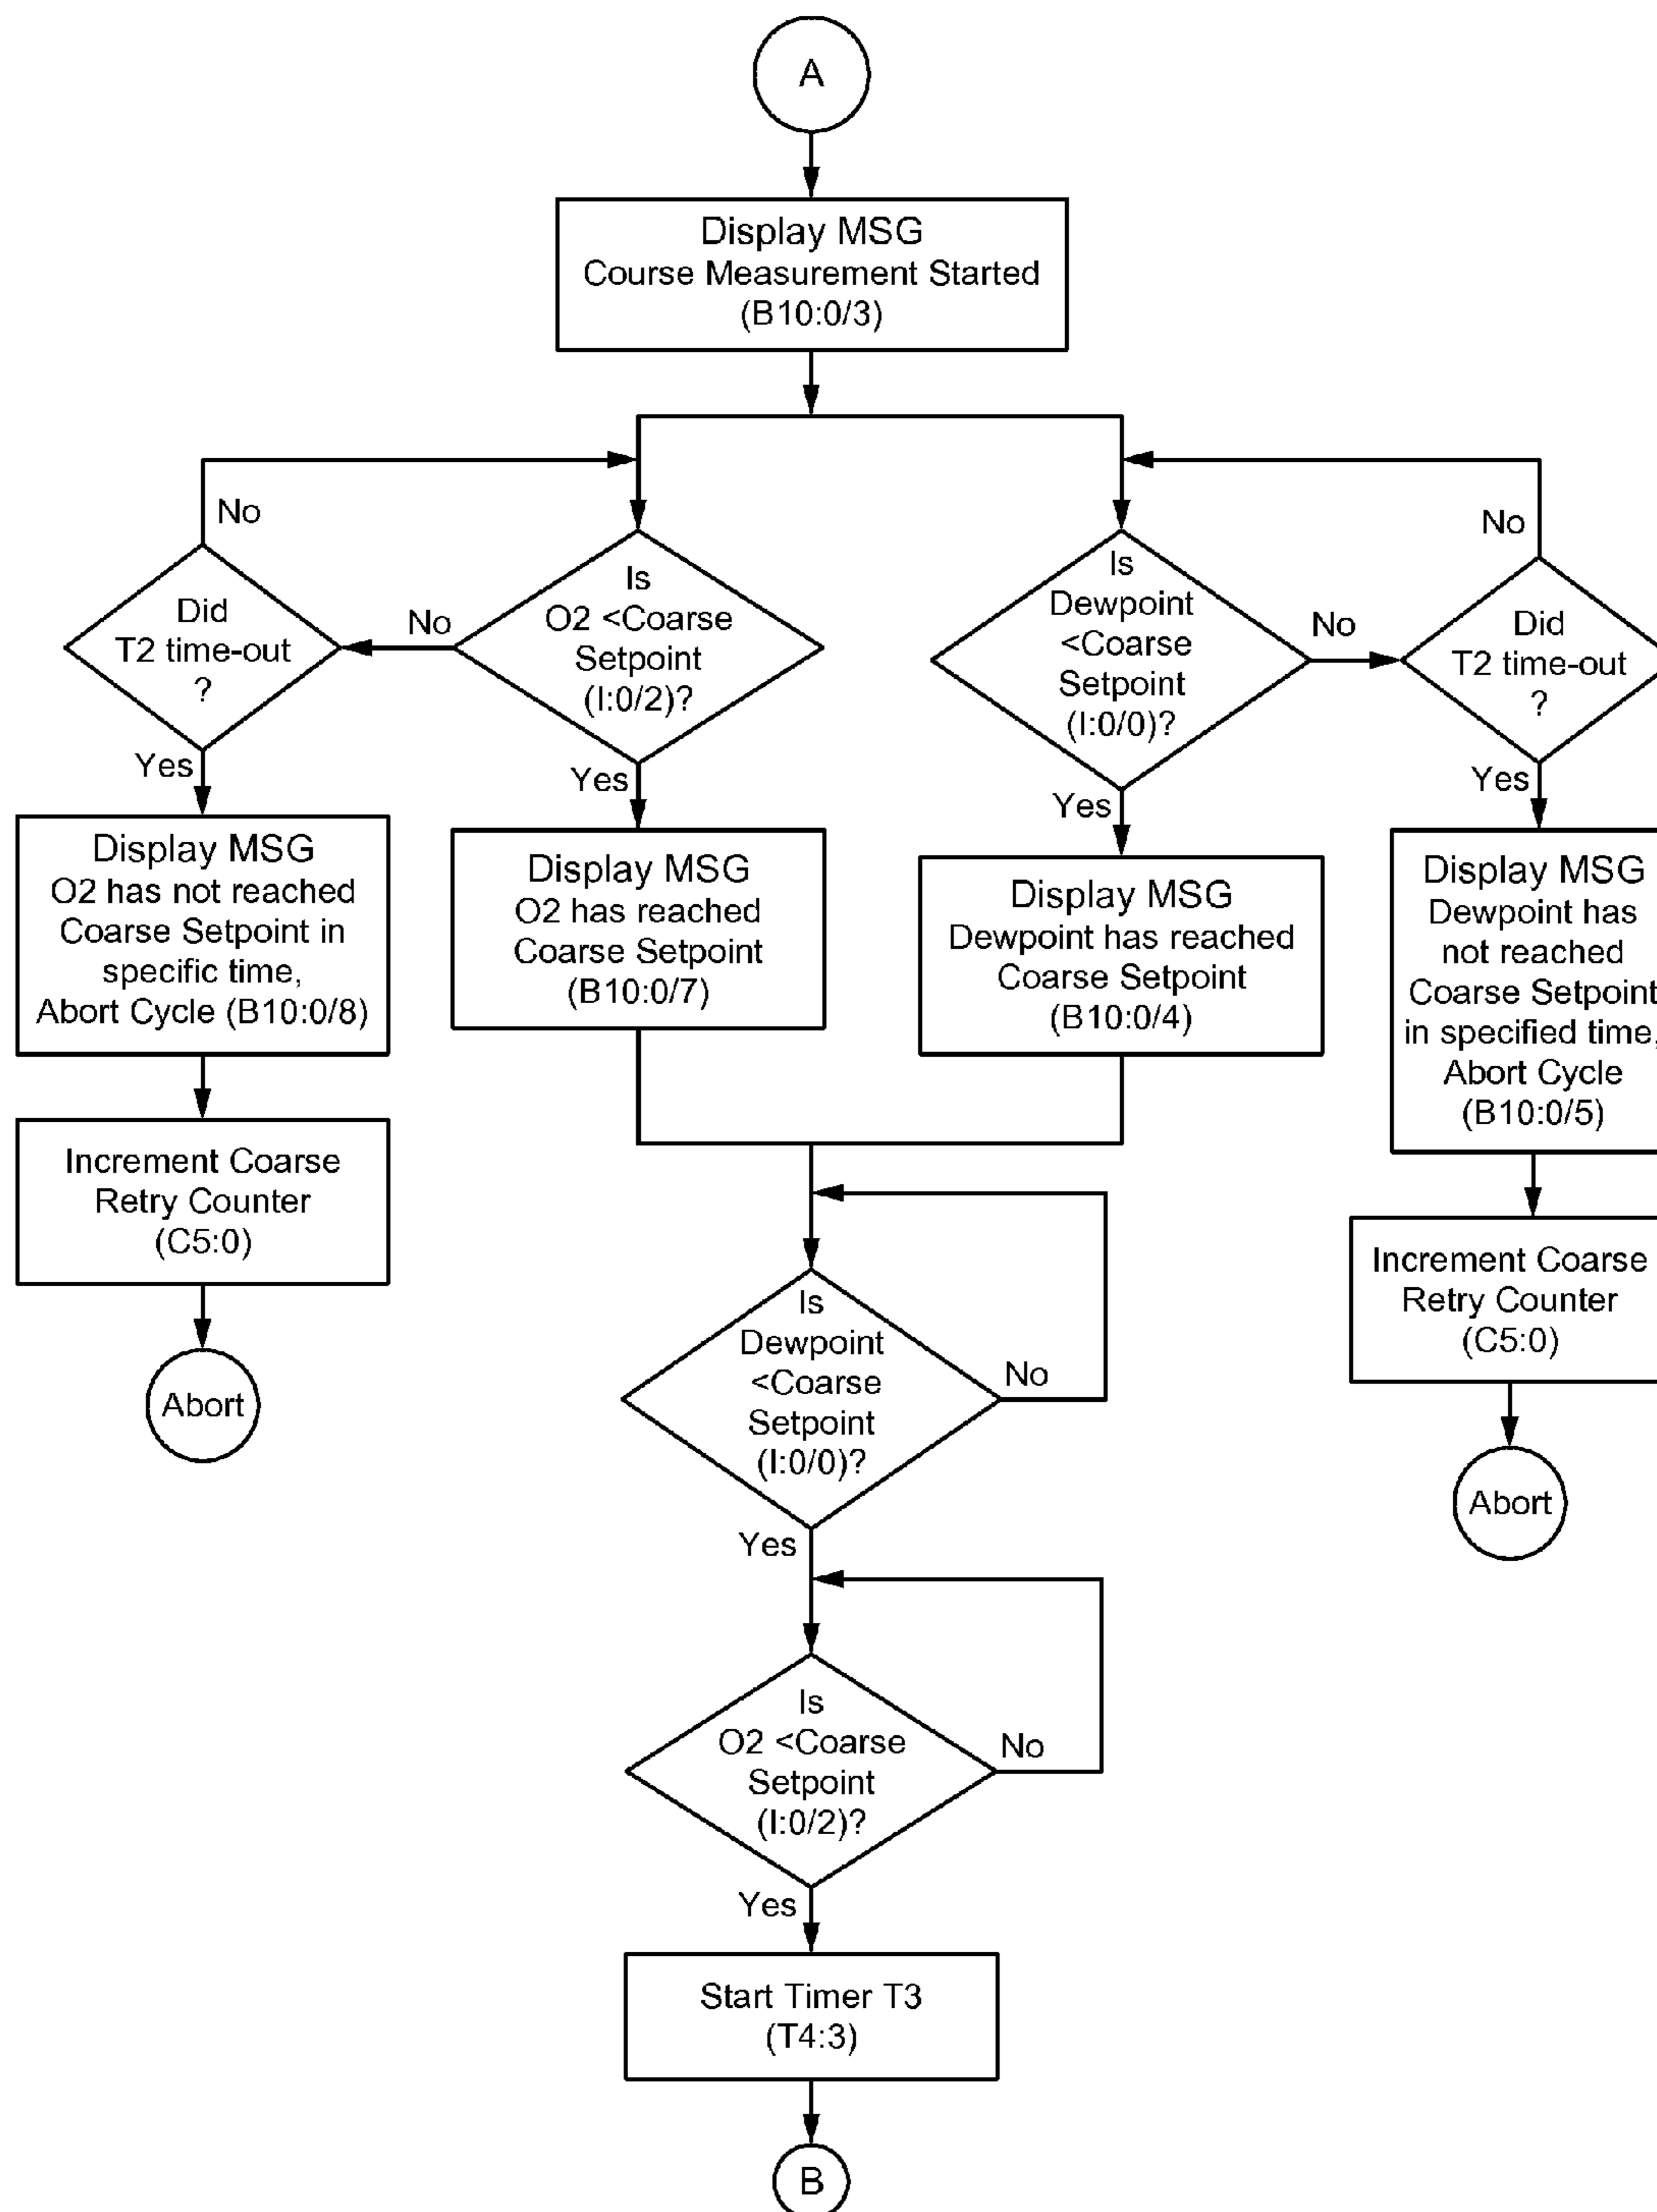 A
Display MSG
Course Measurement Started
(B10:0/3)
No
Did
T2 time-out
?
No
Is
O2 <Coarse
Setpoint
(I:0/2)?
Is
Dewpoint
<Coarse
Setpoint
(I:0/0)?
No
Did
T2 time-out
?
No
Yes
Yes
Yes
Yes
Display MSG
O2 has not reached
Coarse Setpoint in
specific time,
Abort Cycle (B10:0/8)
Display MSG
O2 has reached
Coarse Setpoint
(B10:0/7)
Display MSG
Dewpoint has reached
Coarse Setpoint
(B10:0/4)
Display MSG
Dewpoint has
not reached
Coarse Setpoint
in specified time,
Abort Cycle
(B10:0/5)
Increment Coarse
Retry Counter
(C5:0)
Abort
Increment Coarse
Retry Counter
(C5:0)
Abort
Is
Dewpoint
<Coarse
Setpoint
(I:0/0)?
No
Yes
Is
O2 <Coarse
Setpoint
(I:0/2)?
No
Yes
Start Timer T3
(T4:3)
B